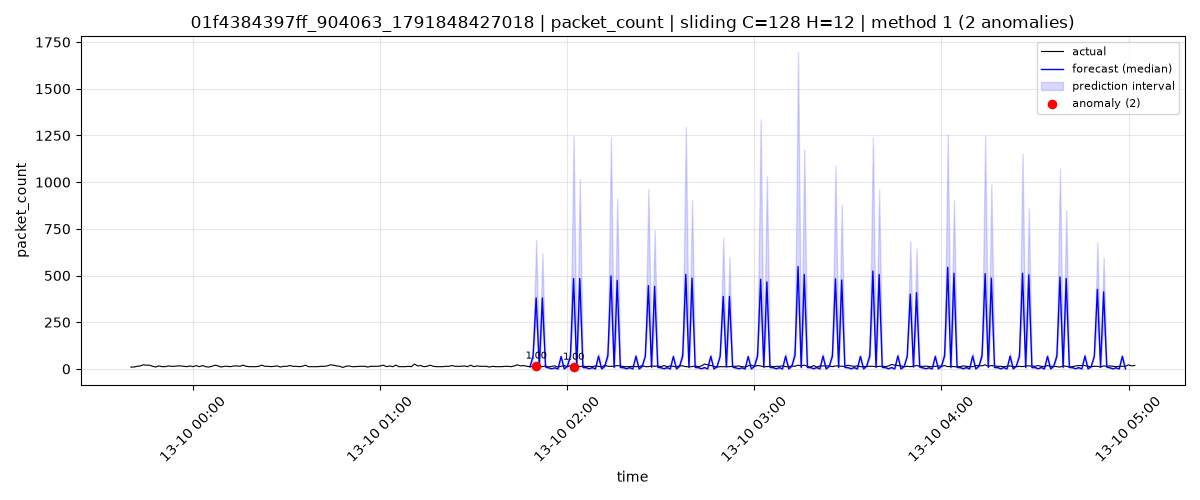 01f4384397ff_904063_1791848427018 | packet_count | sliding C=128 H=12 | method 1 (2 anomalies)
packet_count
1750
1500
1250
1000
750
500
250
0
actual
forecast (median)
prediction interval
anomaly (2)
1.00
1.00
13-10 00:00
13-10 01:00
13-10 02:00
13-10 03:00
13-10 04:00
13-10 05:00
time